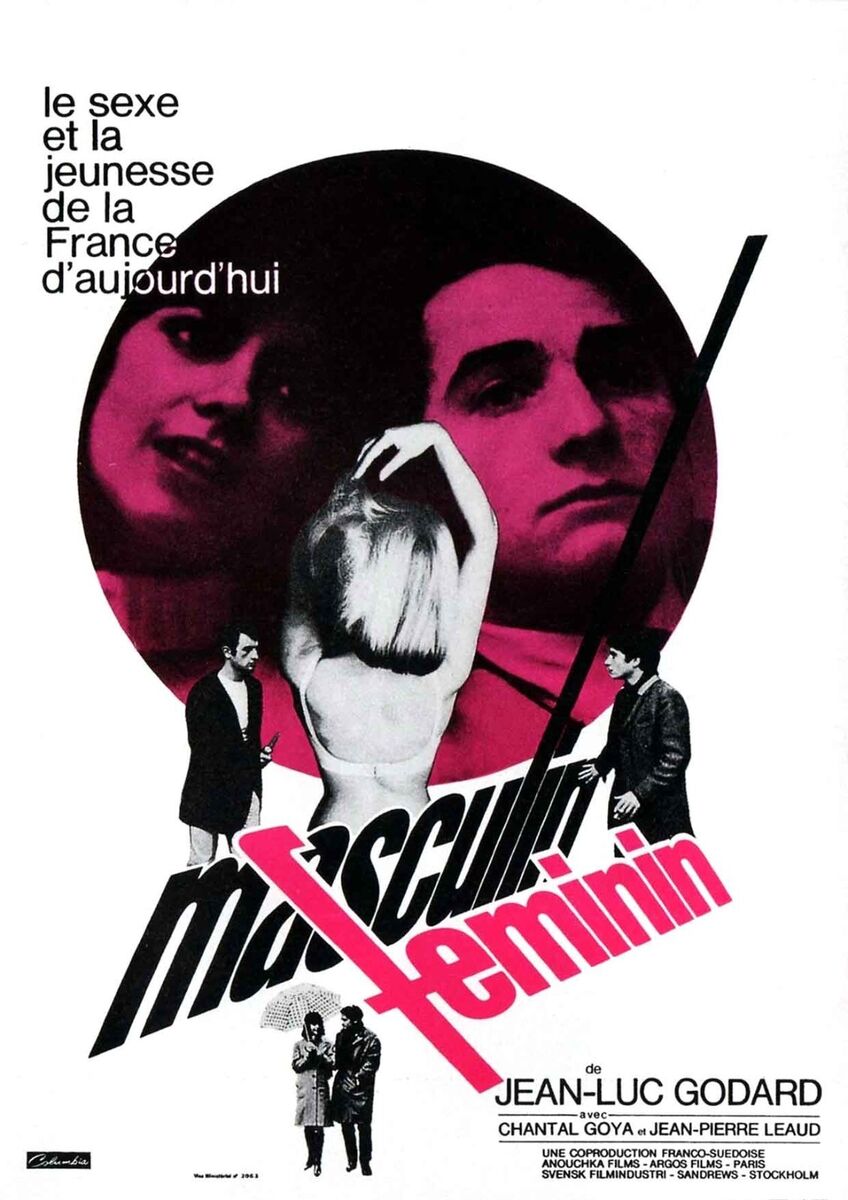 le sexe
et la
jeunesse
de la
France
d'aujourd'hui
masculin
feminin
de
JEAN-LUC GODARD
avec
CHANTAL GOYA et JEAN-PIERRE LEAUD
UNE COPRODUCTION FRANCO-SUEDOISE
ANOUCHKA FILMS - ARGOS FILMS - PARIS
SVENSK FILMINDUSTRI - SANDREWS - STOCKHOLM
Columbia